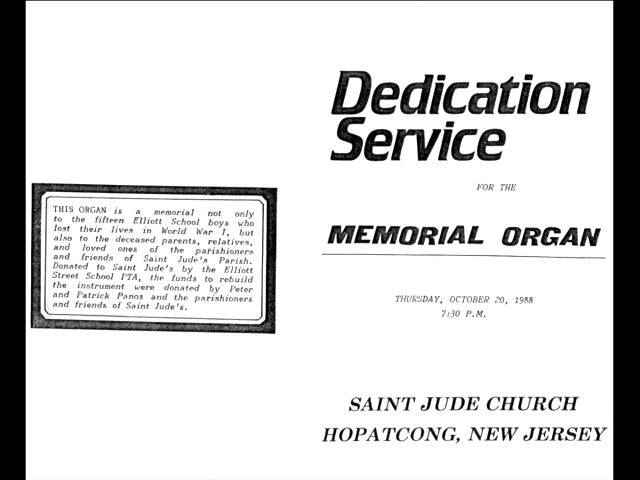 THIS ORGAN is a memorial not only
to the fifteen Elliott School boys who
lost their lives in World War I, but
also to the deceased parents, relatives,
and loved ones of the parishioners
and friends of Saint Jude's Parish.
Donated to Saint Jude's by the Elliott
Street School PTA, the funds to rebuild
the instrument were donated by Peter
and Patrick Panos and the parishioners
and friends of Saint Jude's.
Dedication
Service
FOR THE
MEMORIAL ORGAN
THURSDAY, OCTOBER 20, 1988
7:30 P.M.
SAINT JUDE CHURCH
HOPATCONG, NEW JERSEY